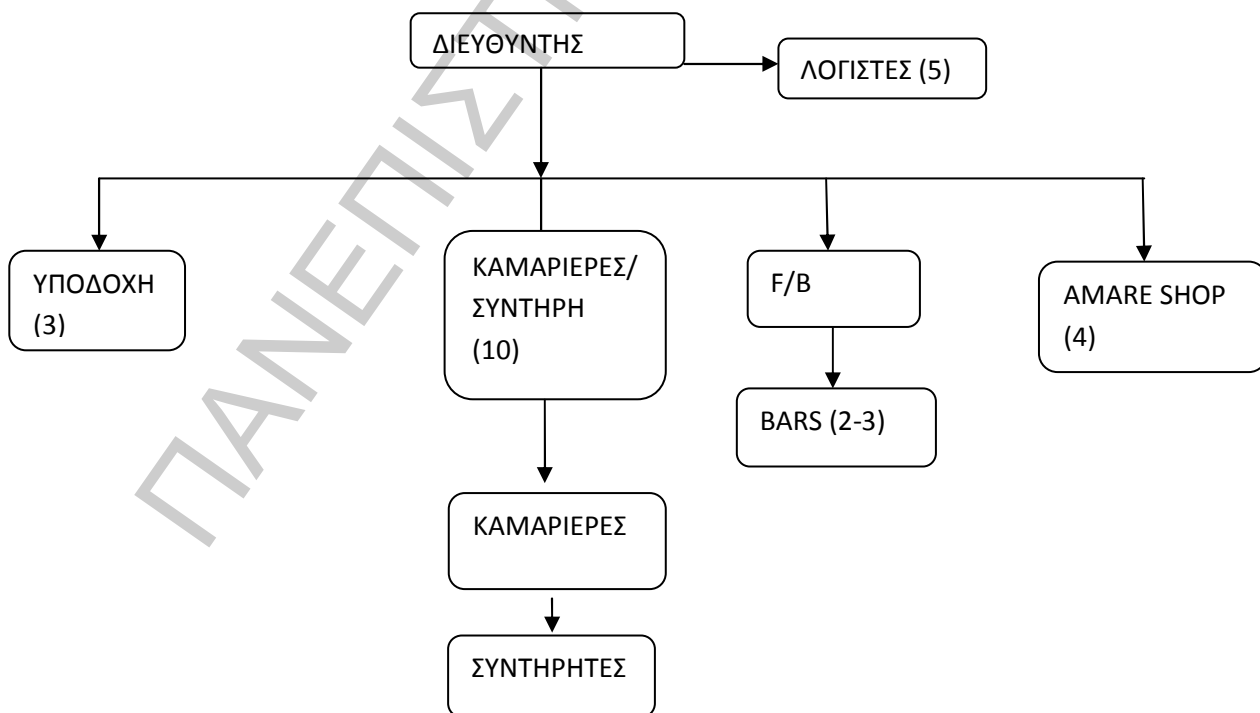 ΔΙΕΥΘΥΝΤΗΣ
ΛΟΓΙΣΤΕΣ (5)
ΥΠΟΔΟΧΗ
(3)
ΚΑΜΑΡΙΕΡΕΣ/
ΣΥΝΤΗΡΗ
(10)
F/B
AMARE SHOP
(4)
BARS (2-3)
ΚΑΜΑΡΙΕΡΕΣ
ΣΥΝΤΗΡΗΤΕΣ